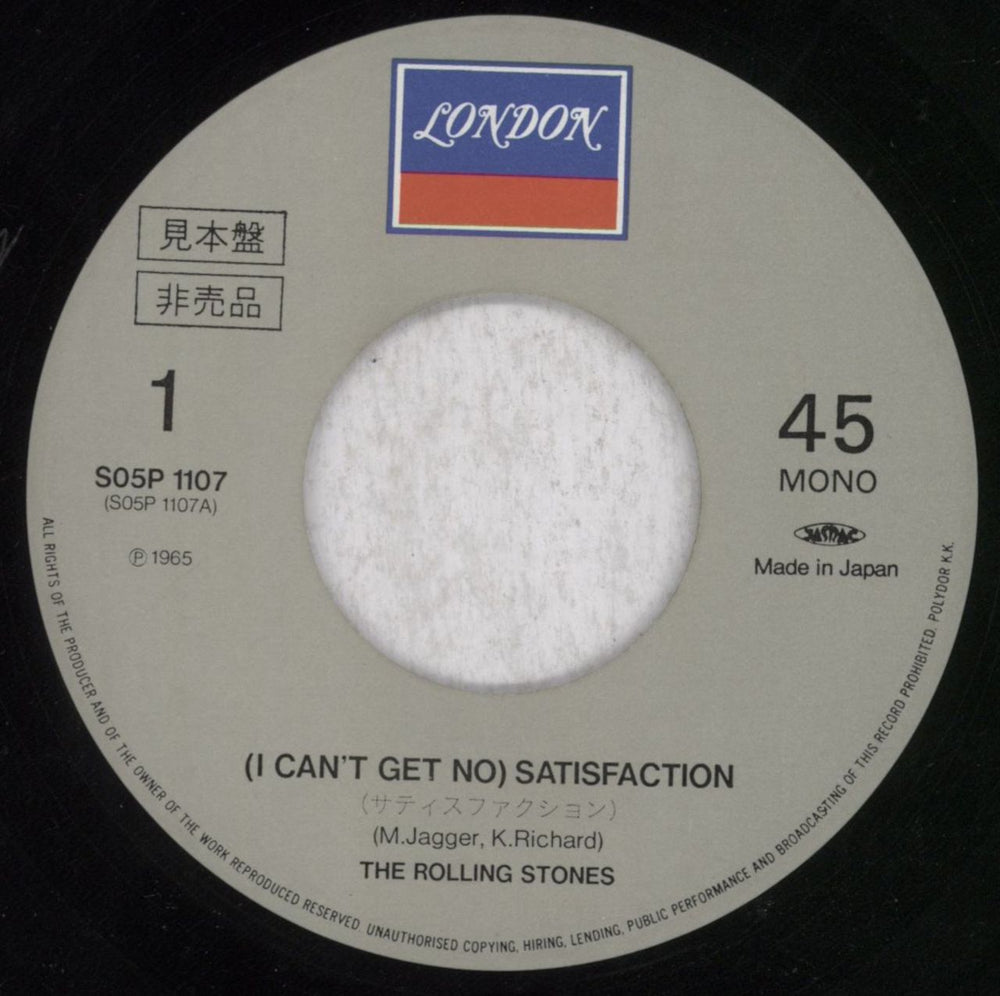 LONDON
見本盤
非売品
1
S05P 1107
(S05P 1107A)
Ⓟ 1965
45
MONO
JASRAC
Made in Japan
(I CAN'T GET NO) SATISFACTION
(サティスファクション)
(M.Jagger, K.Richard)
THE ROLLING STONES
ALL RIGHTS OF THE PRODUCER AND OF THE OWNER OF THE WORK REPRODUCED RESERVED. UNAUTHORISED COPYING, HIRING, LENDING, PUBLIC PERFORMANCE AND BROADCASTING OF THIS RECORD PROHIBITED. POLYDOR K.K.